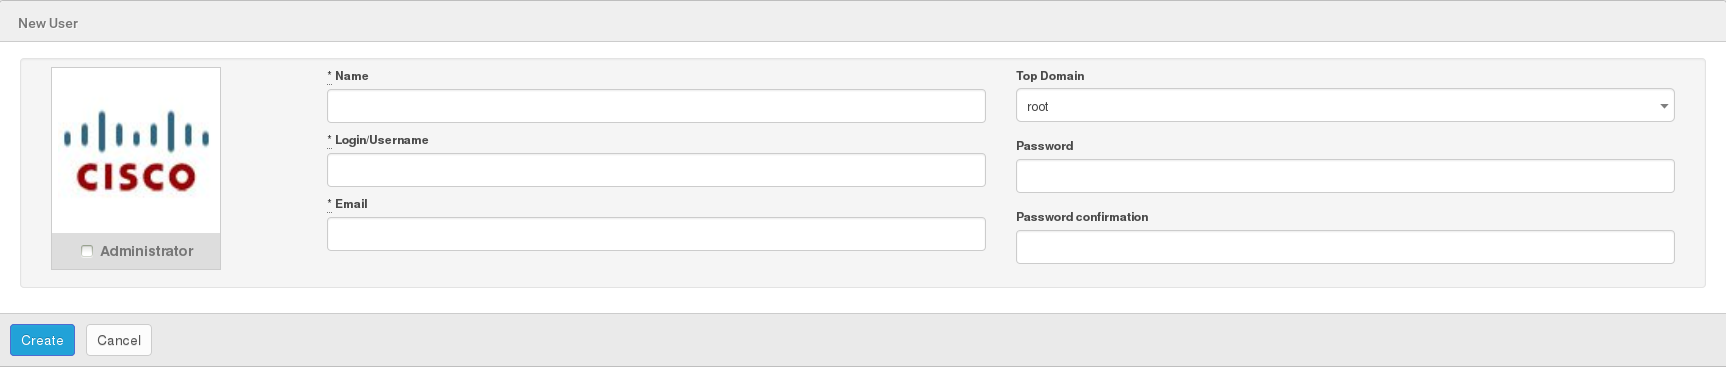 New User
CISCO
Administrator
* Name
* Login/Username
* Email
Top Domain
root
Password
Password confirmation
Create
Cancel